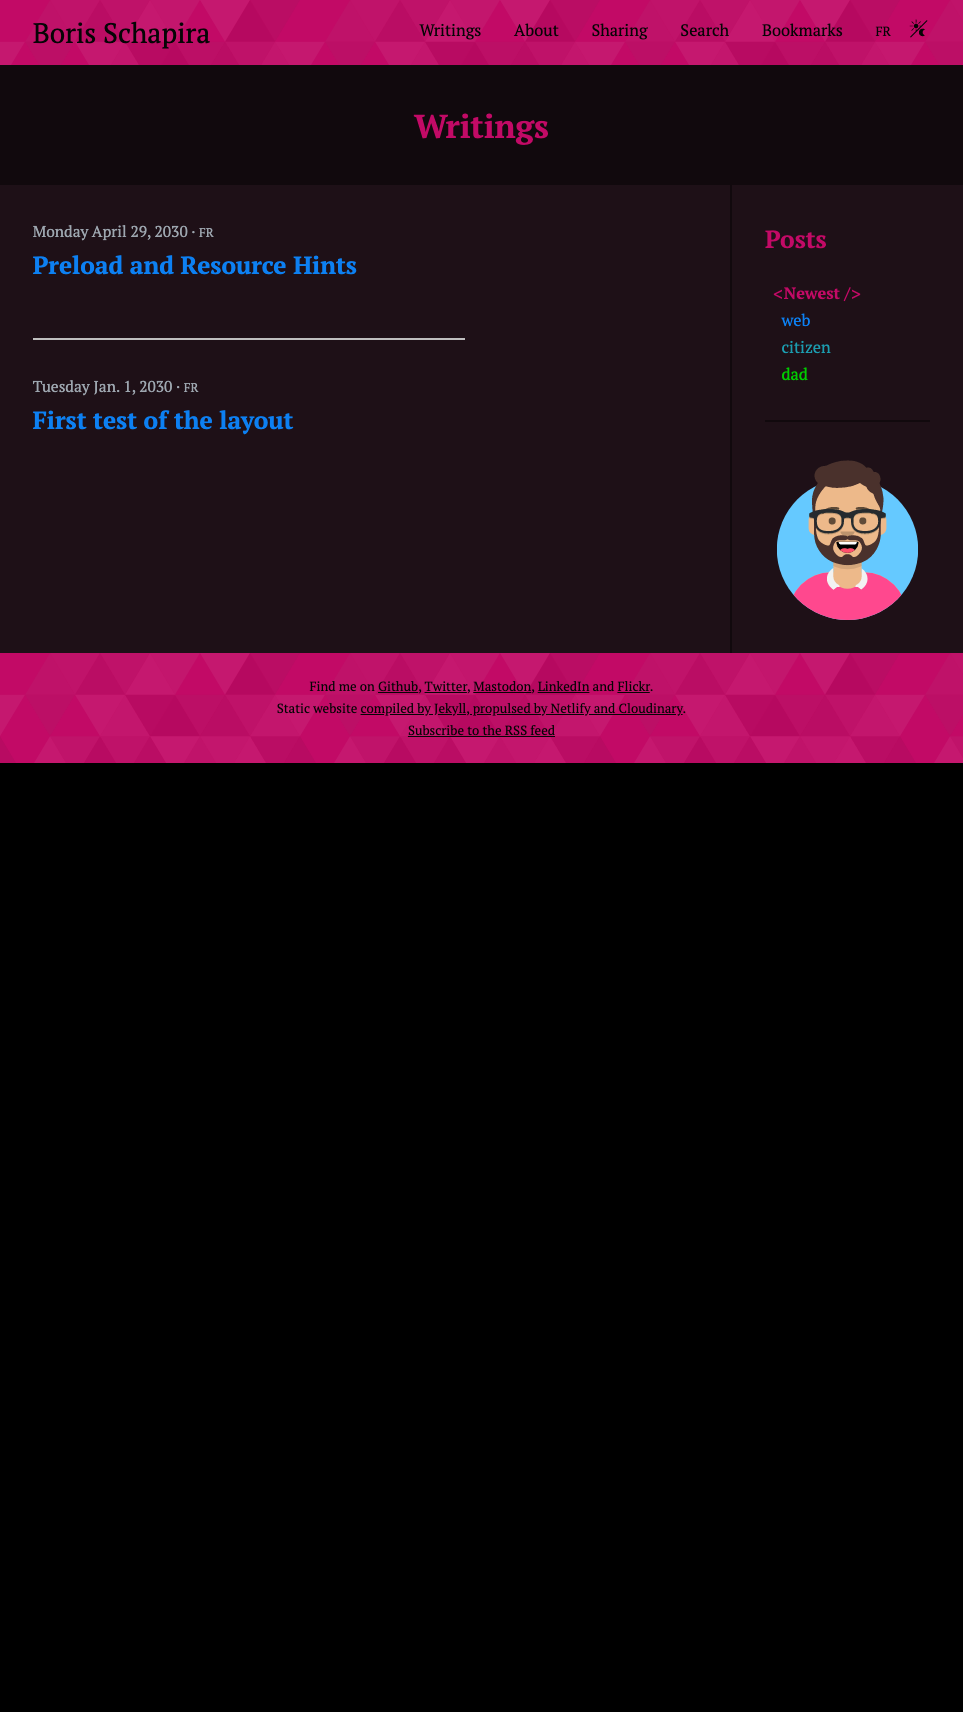 Boris Schapira
Writings About Sharing Search Bookmarks FR
Writings
Monday April 29, 2030 · FR
Preload and Resource Hints
Tuesday Jan. 1, 2030 · FR
First test of the layout
Posts
<Newest />
web
citizen
dad
Find me on Github, Twitter, Mastodon, LinkedIn and Flickr.
Static website compiled by Jekyll, propulsed by Netlify and Cloudinary.
Subscribe to the RSS feed